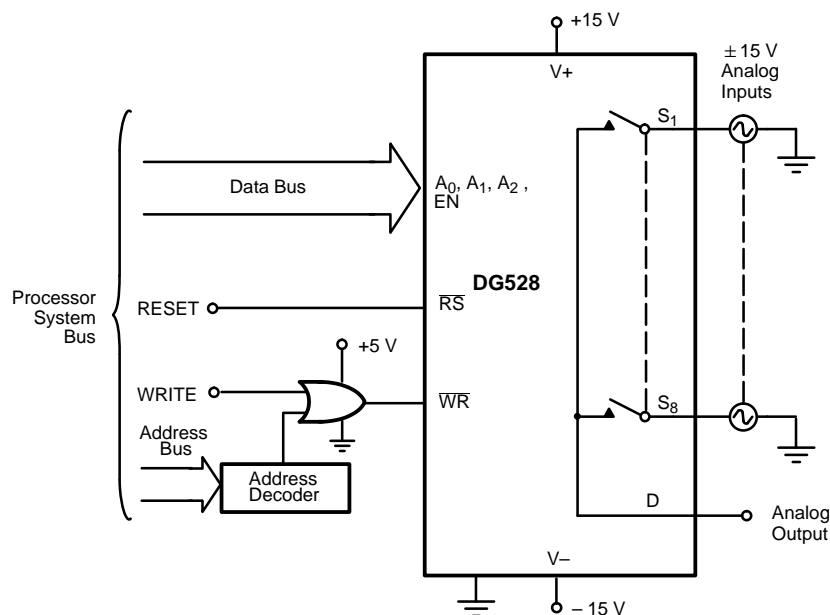 +15 V
V+
± 15 V
Analog
Inputs
S1
Data Bus
A0, A1, A2 ,
EN
DG528
Processor
System
Bus
RESET
RS
+5 V
WRITE
WR
S8
Address
Bus
Address
Decoder
D
Analog
Output
V–
– 15 V